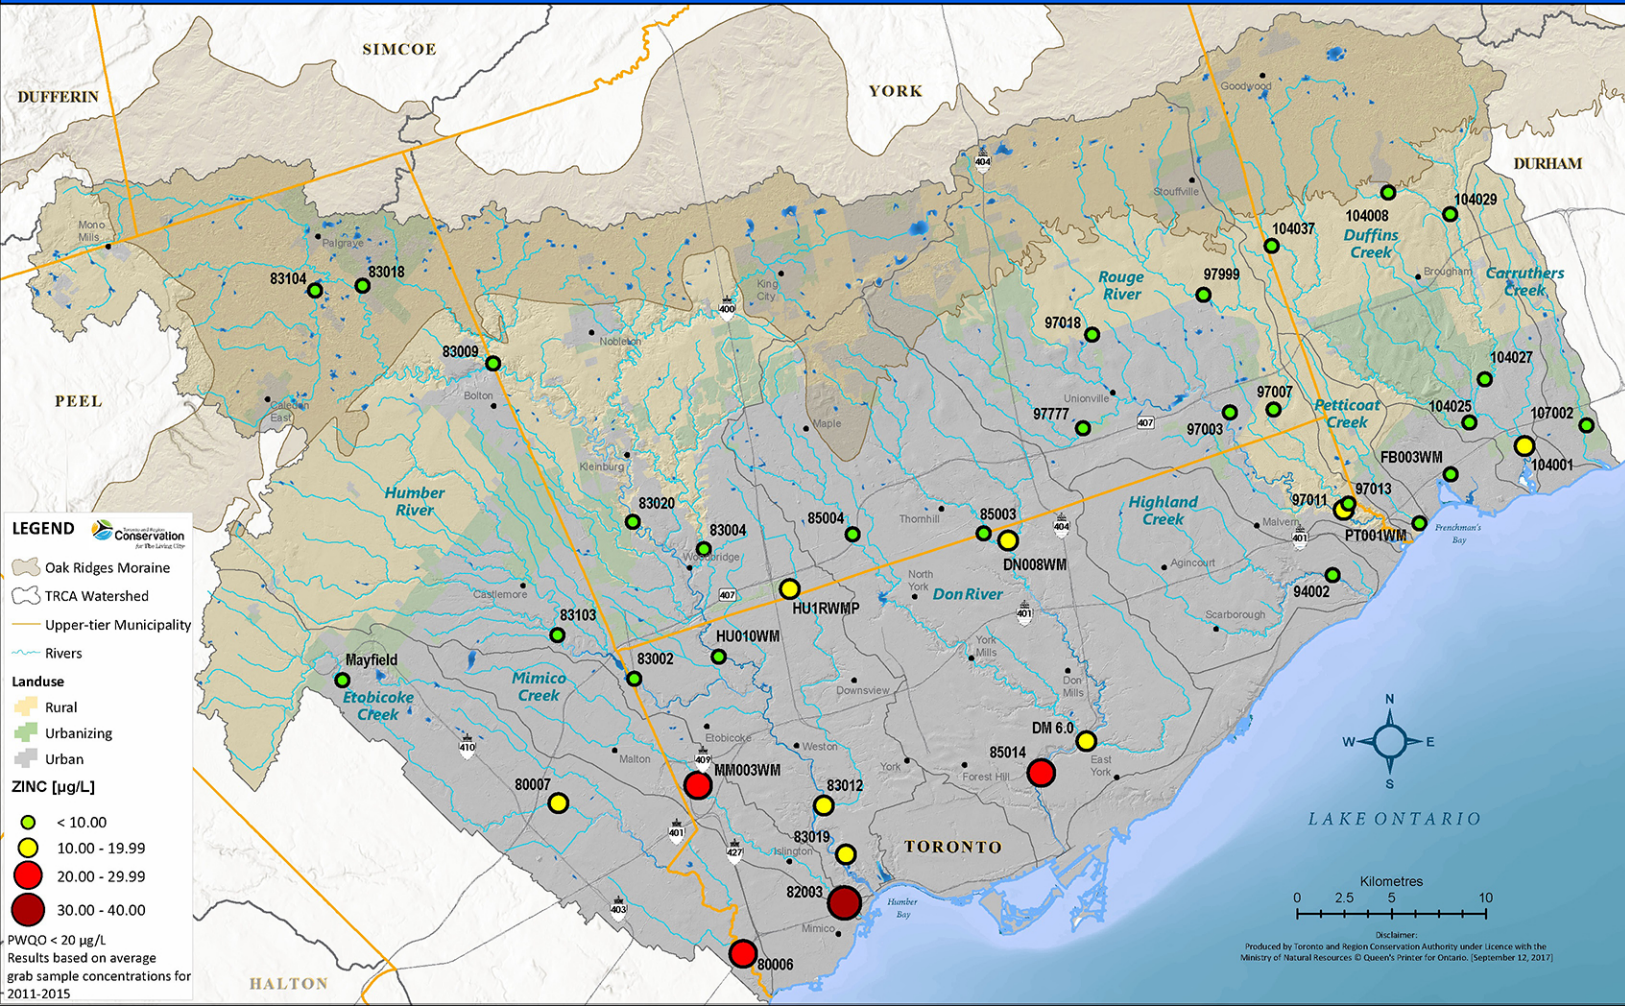 SIMCOE
DUFFERIN
YORK
DURHAM
PEEL
HALTON
TORONTO
LAKE ONTARIO
Goodwood
404
Stouffville
104008
104029
104037
Duffins
Creek
Mono
Mills
Palgrave
83104
83018
King
City
400
Rouge
River
97999
Brougham
Carruthers
Creek
97018
83009
Nobleton
Bolton
Caledon
East
Unionville
104027
97007
Petticoat
Creek
104025
107002
97777
407
97003
Maple
Kleinburg
FB003WM
104001
Humber
River
83020
83004
Woodbridge
85004
Thornhill
85003
404
Highland
Creek
97011
97013
Malvern
401
PT001WM
Frenchman's
Bay
DN008WM
Agincourt
94002
North
York
Don River
401
Castlemore
407
HU1RWMP
83103
HU010WM
Scarborough
Mayfield
83002
Mimico
Creek
Etobicoke
Creek
York
Mills
Don
Mills
Downsview
410
Etobicoke
Weston
DM 6.0
Malton
409
MM003WM
85014
York
Forest Hill
East
York
80007
83012
401
427
83019
Islington
403
82003
Humber
Bay
Mimico
80006
LEGEND
Toronto and Region
Conservation
for The Living City
Oak Ridges Moraine
TRCA Watershed
Upper-tier Municipality
Rivers
Landuse
Rural
Urbanizing
Urban
ZINC [µg/L]
< 10.00
10.00 - 19.99
20.00 - 29.99
30.00 - 40.00
PWQO < 20 µg/L
Results based on average
grab sample concentrations for
2011-2015
N
W
E
S
Kilometres
0 2.5 5 10
Disclaimer:
Produced by Toronto and Region Conservation Authority under Licence with the
Ministry of Natural Resources © Queen's Printer for Ontario. [September 12, 2017]